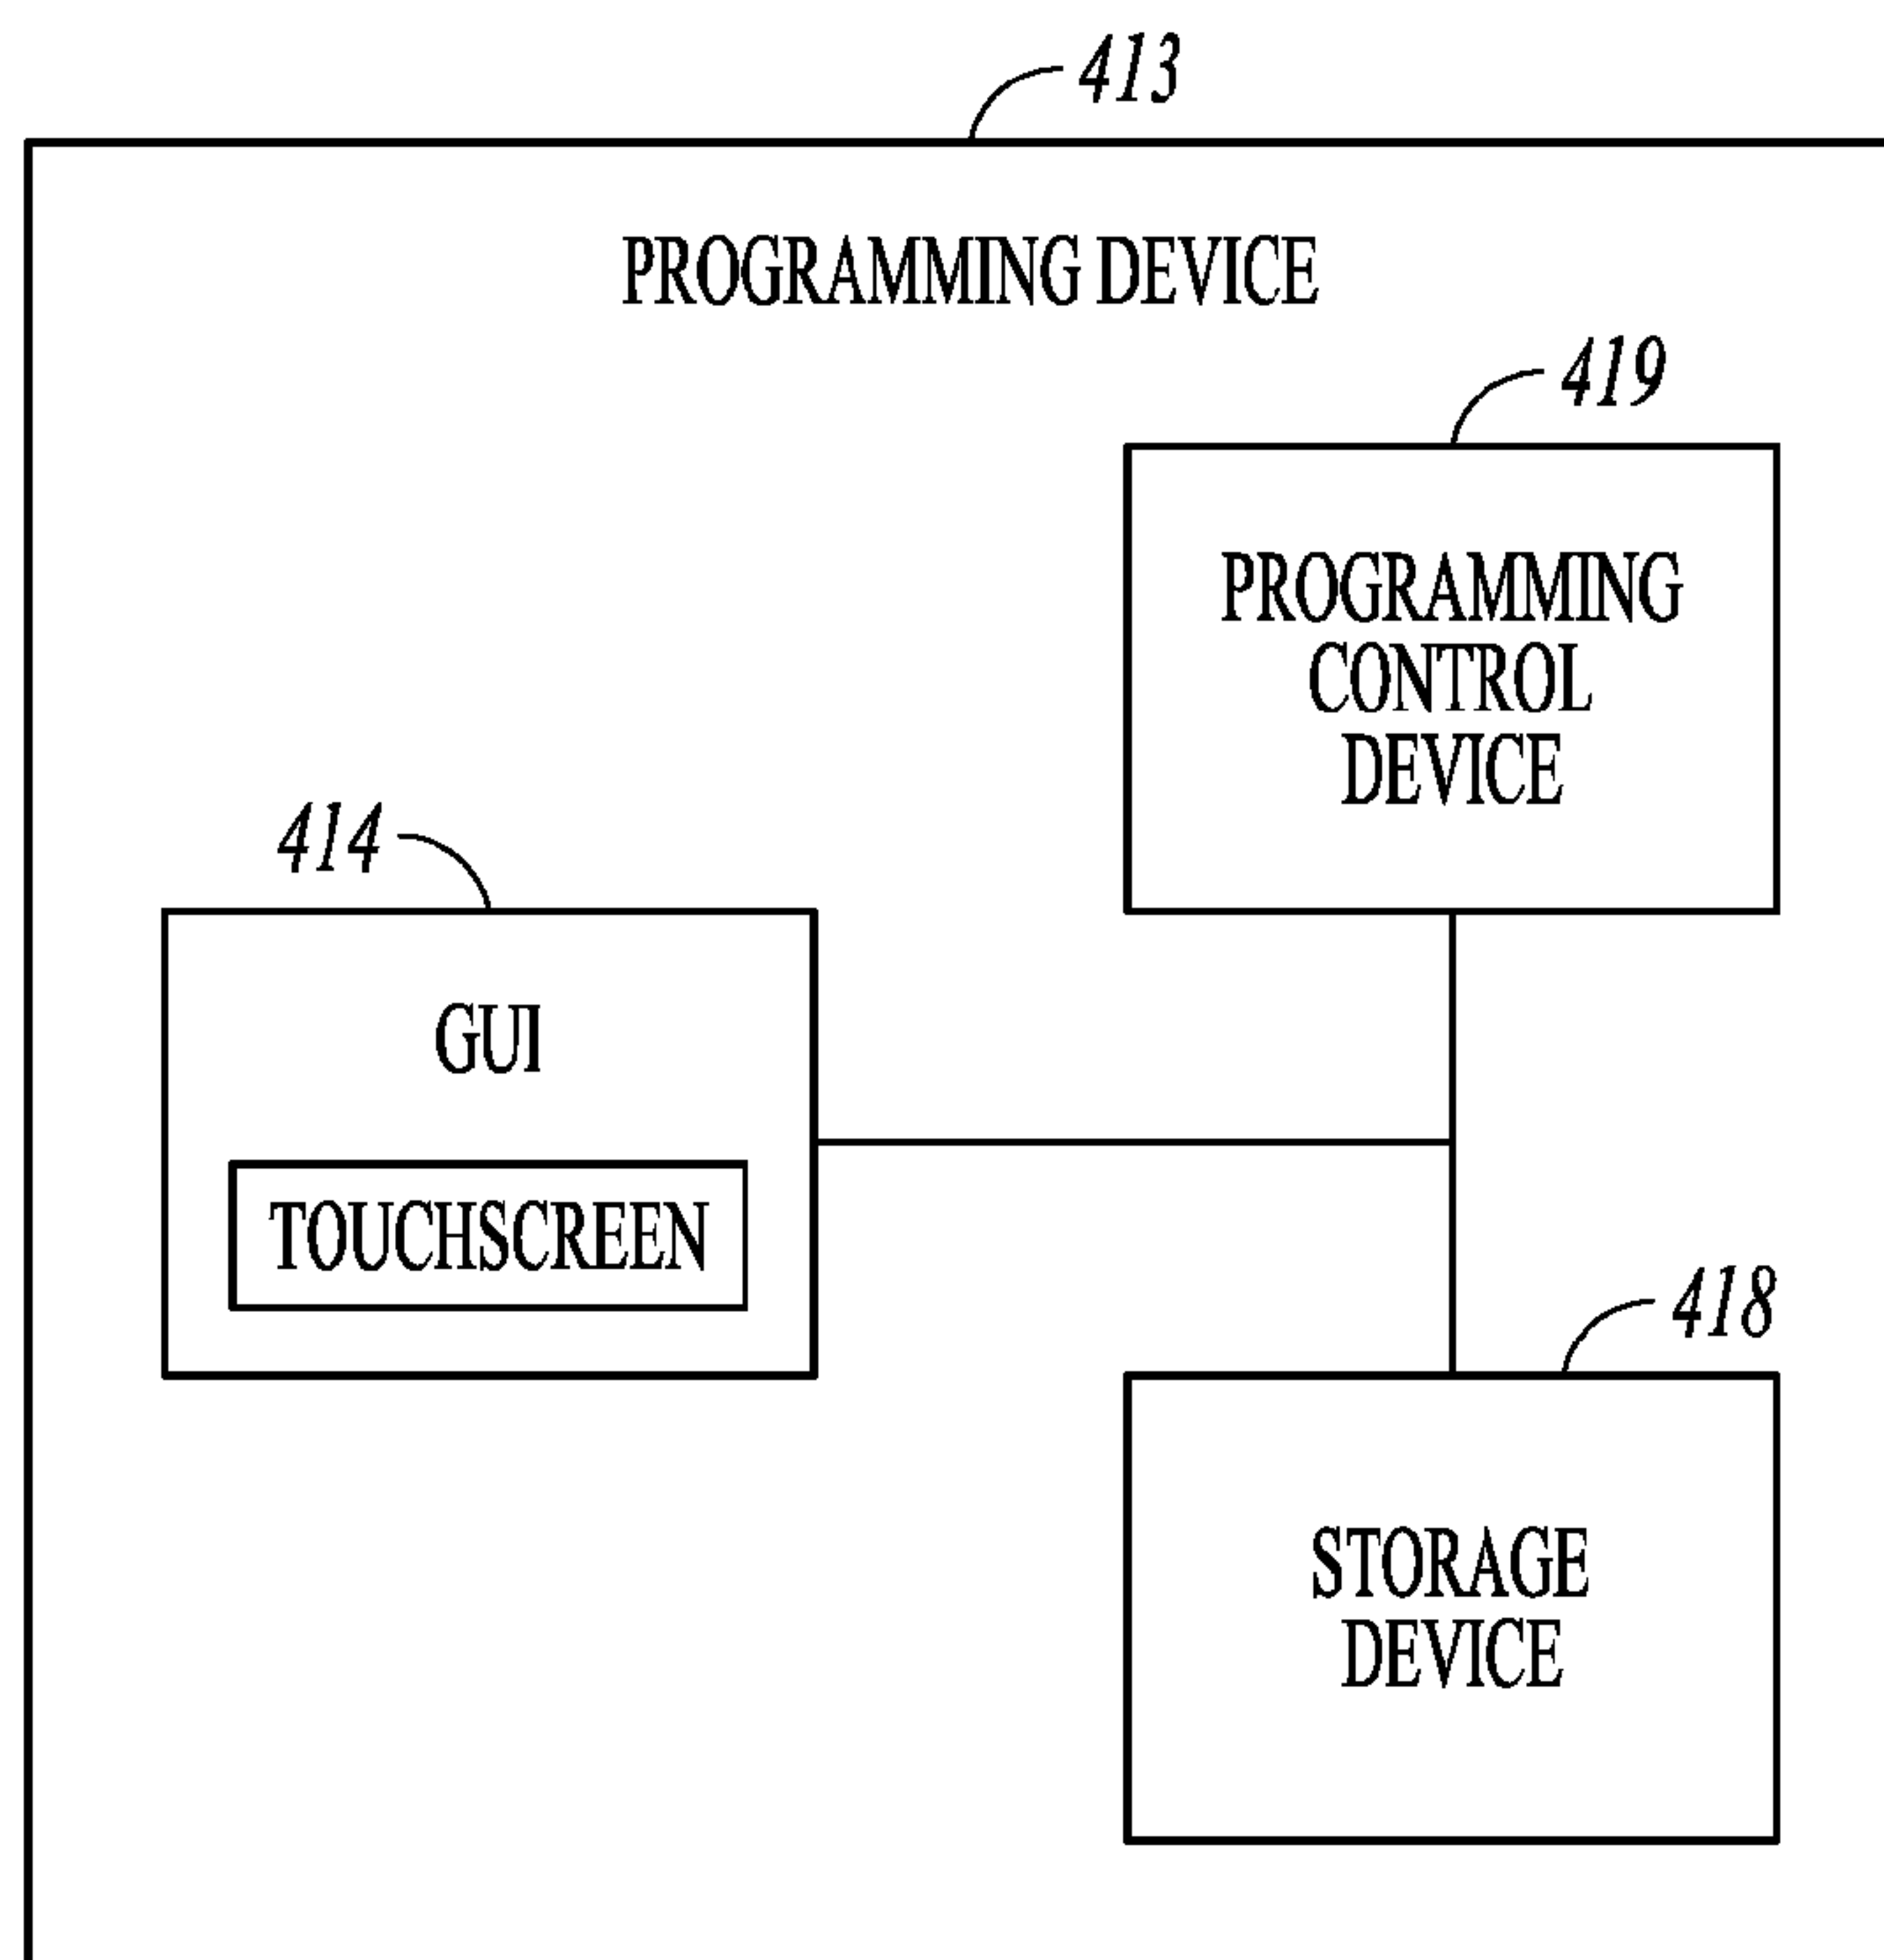 413
PROGRAMMING DEVICE
419
PROGRAMMING
CONTROL
DEVICE
414
GUI
TOUCHSCREEN
418
STORAGE
DEVICE